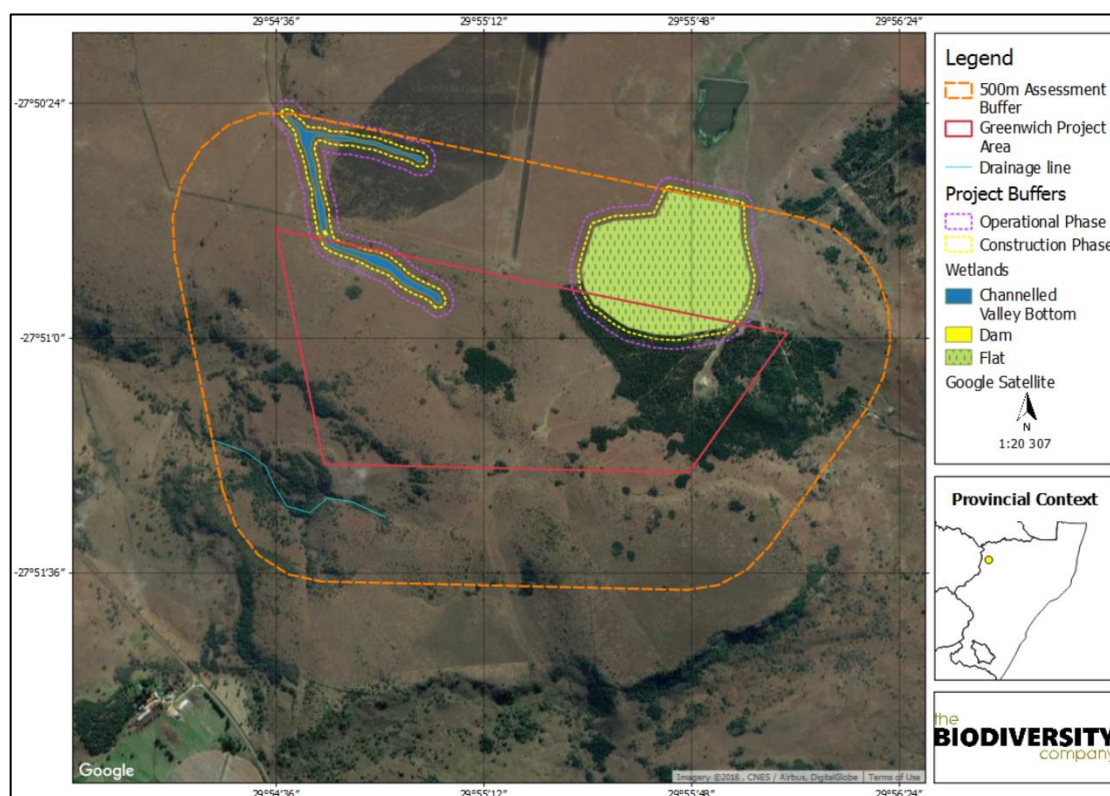 29°54'36" 29°55'12" 29°55'48" 29°56'24"
-27°50'24"
-27°51'0"
-27°51'36"
Legend
500m Assessment
Buffer
Greenwich Project
Area
Drainage line
Project Buffers
Operational Phase
Construction Phase
Wetlands
Channelled
Valley Bottom
Dam
Flat
Google Satellite
N
1:20 307
Provincial Context
the
BIODIVERSITY
company
Google
Imagery ©2018 , CNES / Airbus, DigitalGlobe Terms of Use
29°54'36" 29°55'12" 29°55'48" 29°56'24"